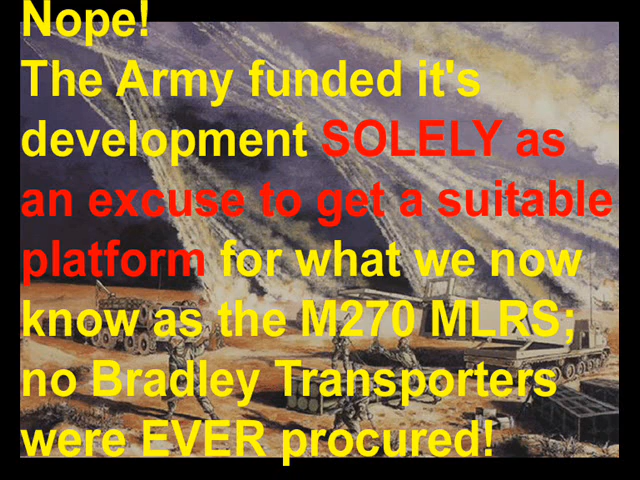 Nope!
The Army funded it's
development SOLELY as
an excuse to get a suitable
platform for what we now
know as the M270 MLRS;
no Bradley Transporters
were EVER procured!